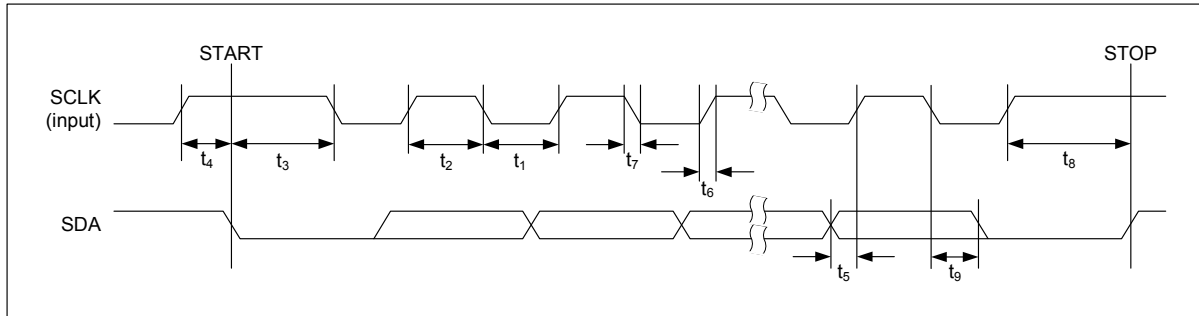 START STOP
SCLK
(input)
t4 t3 t2 t1 t7 t6 t8
SDA
t5 t9